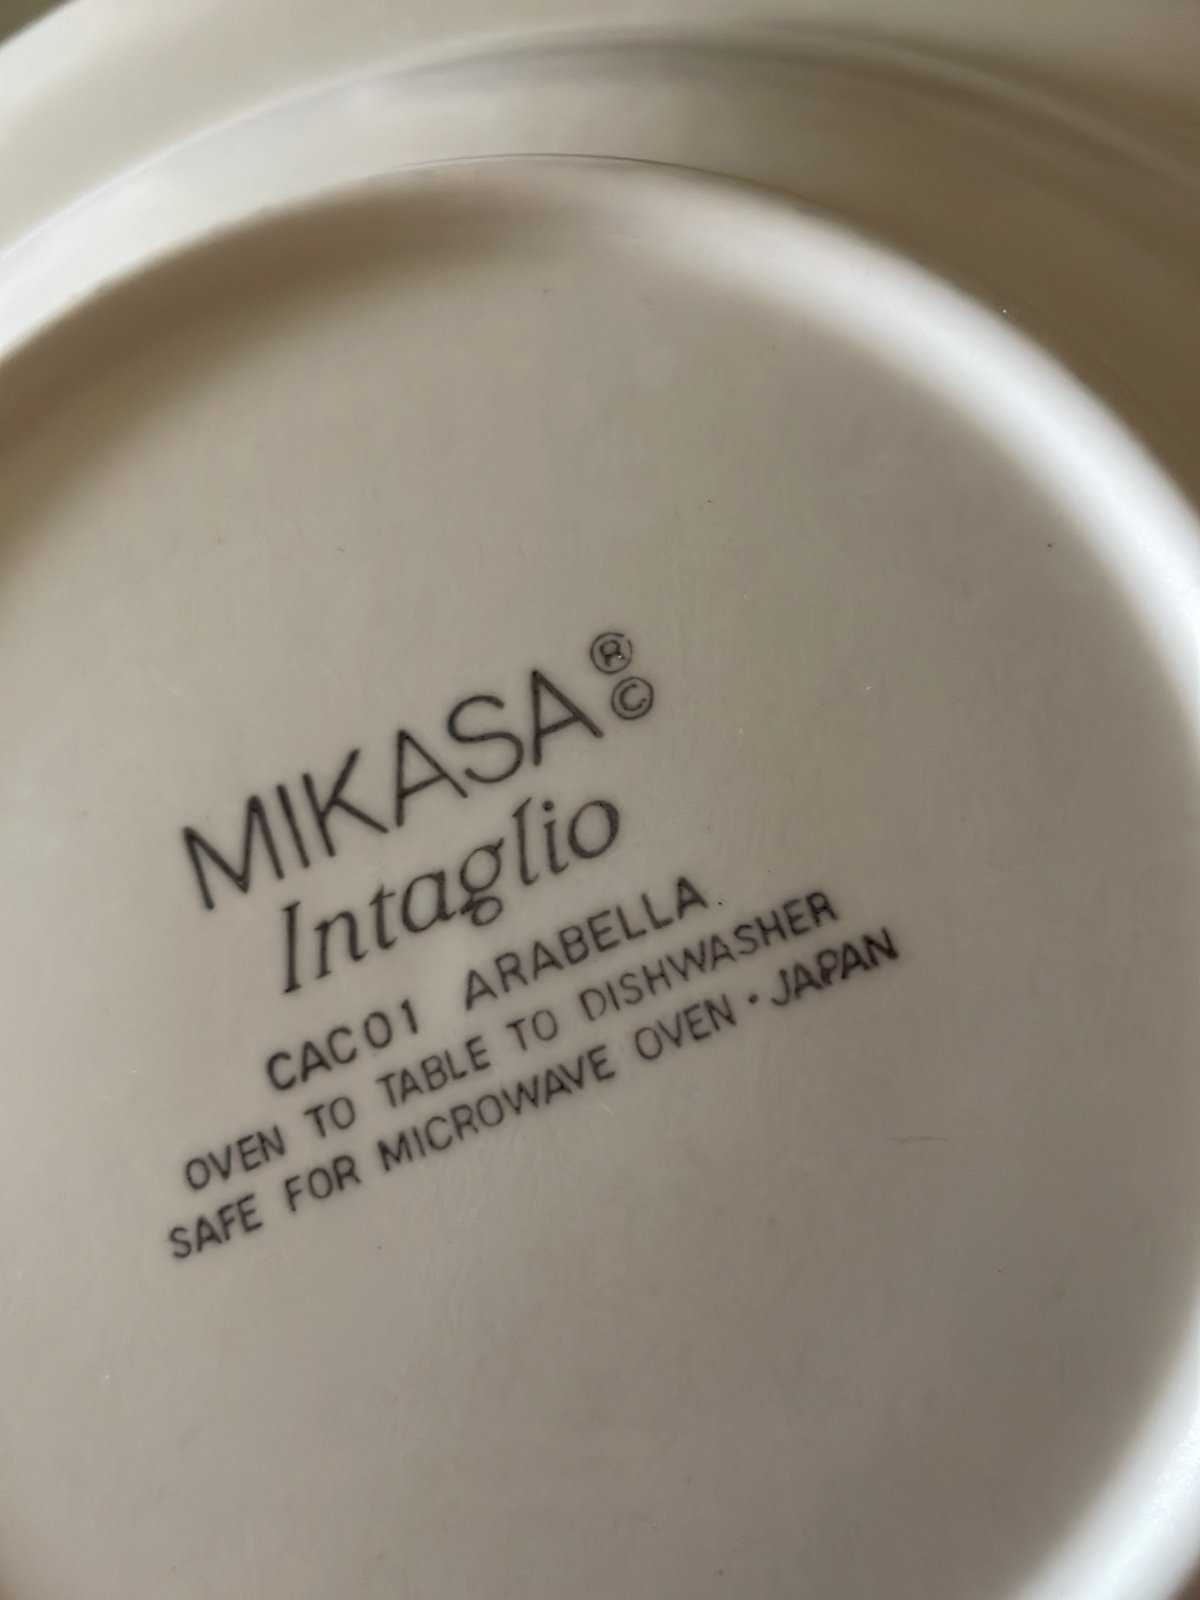 MIKASA®©
Intaglio
CAC01 ARABELLA
OVEN TO TABLE TO DISHWASHER
SAFE FOR MICROWAVE OVEN · JAPAN